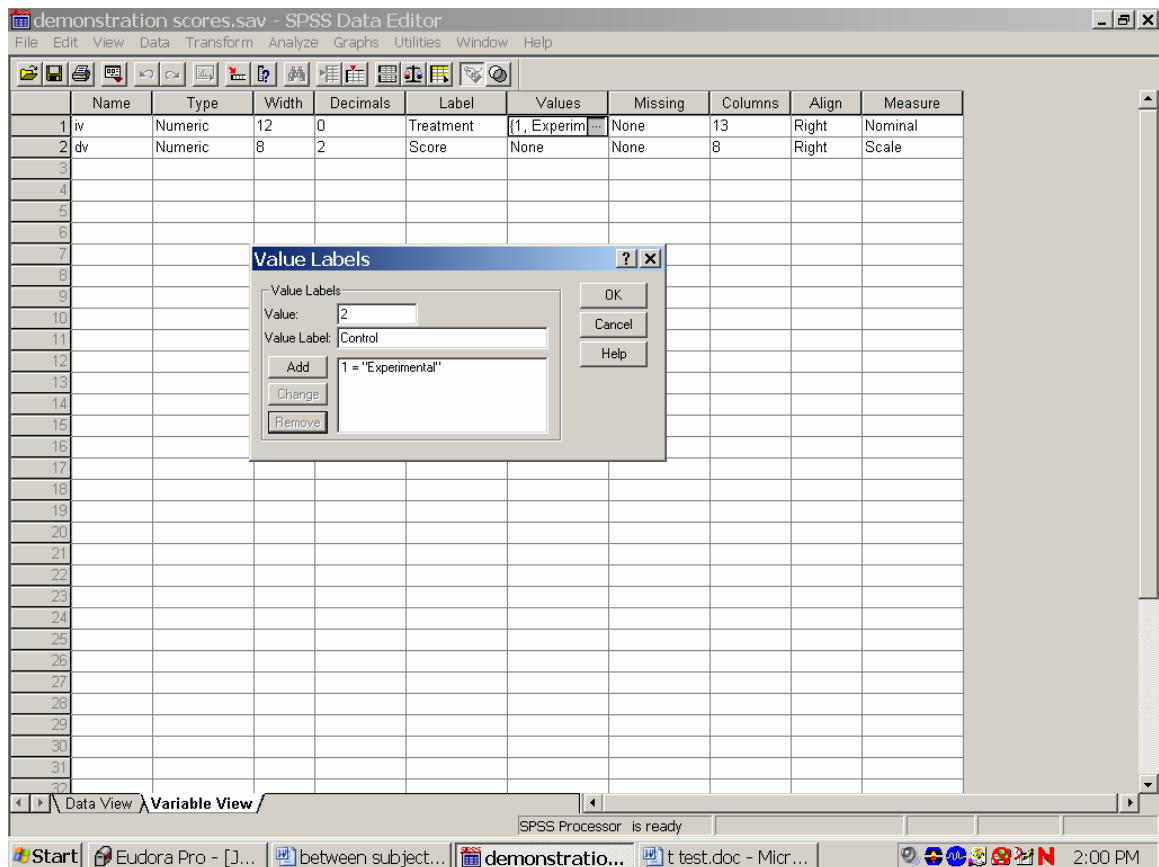 demonstration scores.sav - SPSS Data Editor
File Edit View Data Transform Analyze Graphs Utilities Window Help
Name Type Width Decimals Label Values Missing Columns Align Measure
1 iv Numeric 12 0 Treatment {1, Experim ... None 13 Right Nominal
2 dv Numeric 8 2 Score None None 8 Right Scale
3
4
5
6
7
8
9
10
11
12
13
14
15
16
17
18
19
20
21
22
23
24
25
26
27
28
29
30
31
32
Value Labels
Value Labels
Value: 2
Value Label: Control
Add
Change
Remove
1 = "Experimental"
OK
Cancel
Help
Data View Variable View
SPSS Processor is ready
Start Eudora Pro - [J... between subject... demonstratio... t test.doc - Micr... N 2:00 PM